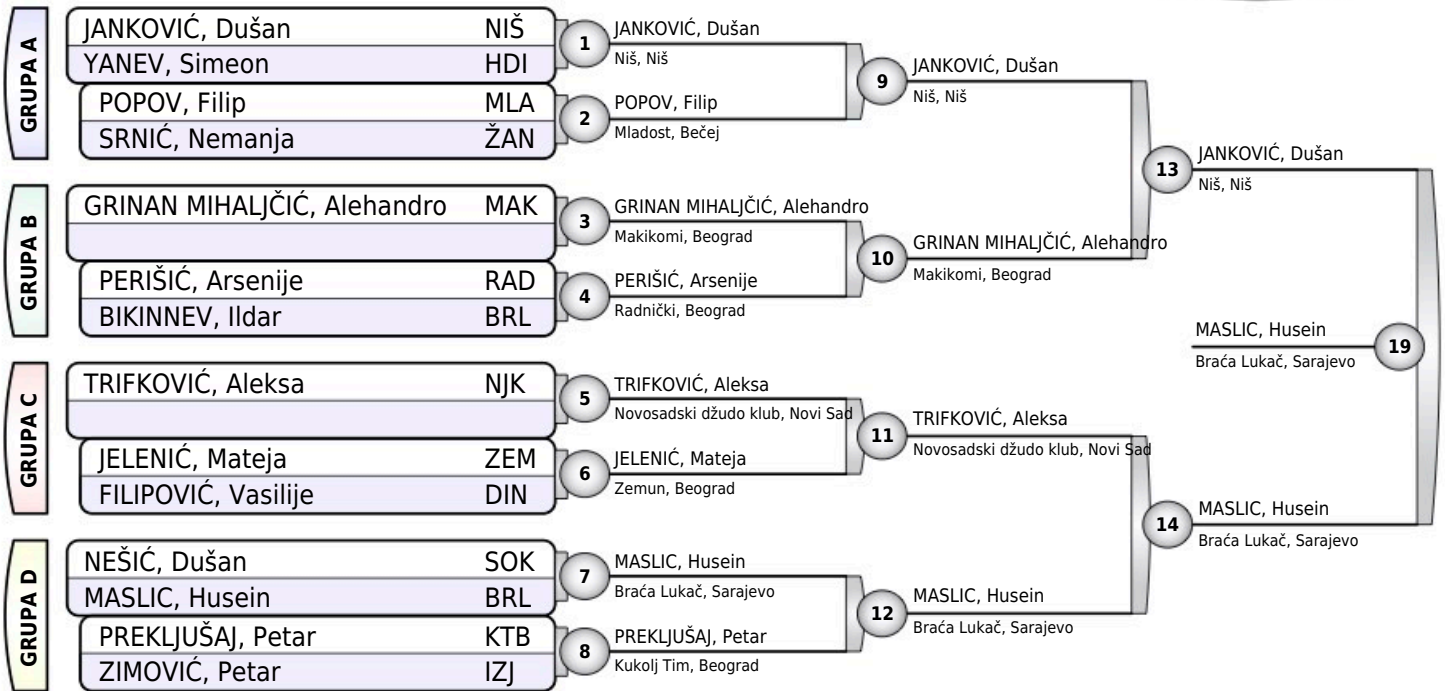 GRUPA A
JANKOVIĆ, Dušan NIŠ
YANEV, Simeon HDI
POPOV, Filip MLA
SRNIĆ, Nemanja ŽAN
GRUPA B
GRINAN MIHALJČIĆ, Alehandro MAK
PERIŠIĆ, Arsenije RAD
BIKINNEV, Ildar BRL
GRUPA C
TRIFKOVIĆ, Aleksa NJK
JELENIĆ, Mateja ZEM
FILIPOVIĆ, Vasilije DIN
GRUPA D
NEŠIĆ, Dušan SOK
MASLIC, Husein BRL
PREKLJUŠAJ, Petar KTB
ZIMOVIĆ, Petar IZJ
1
JANKOVIĆ, Dušan
Niš, Niš
2
POPOV, Filip
Mladost, Bečej
3
GRINAN MIHALJČIĆ, Alehandro
Makikomi, Beograd
4
PERIŠIĆ, Arsenije
Radnički, Beograd
5
TRIFKOVIĆ, Aleksa
Novosadski džudo klub, Novi Sad
6
JELENIĆ, Mateja
Zemun, Beograd
7
MASLIC, Husein
Braća Lukač, Sarajevo
8
PREKLJUŠAJ, Petar
Kukolj Tim, Beograd
9
JANKOVIĆ, Dušan
Niš, Niš
10
GRINAN MIHALJČIĆ, Alehandro
Makikomi, Beograd
11
TRIFKOVIĆ, Aleksa
Novosadski džudo klub, Novi Sad
12
MASLIC, Husein
Braća Lukač, Sarajevo
13
JANKOVIĆ, Dušan
Niš, Niš
14
MASLIC, Husein
Braća Lukač, Sarajevo
MASLIC, Husein
Braća Lukač, Sarajevo
19